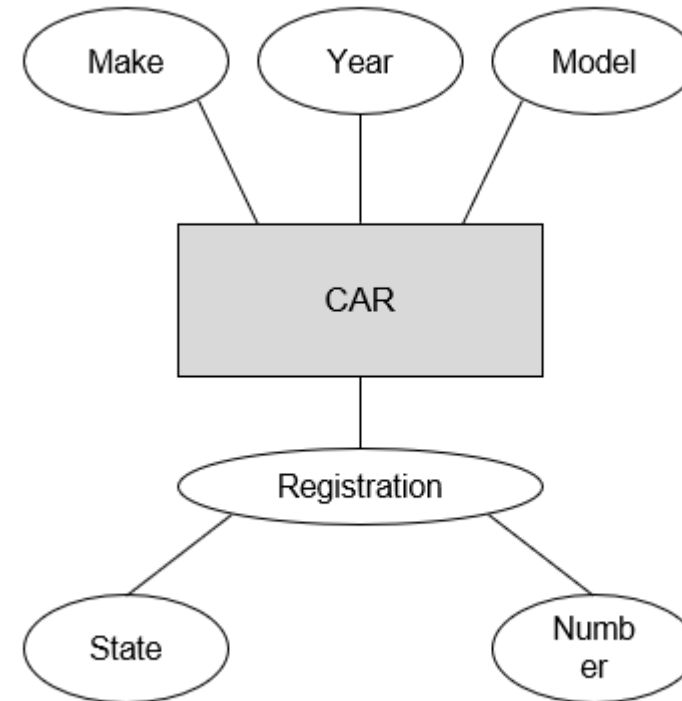 Make
Year
Model
CAR
Registration
State
Numb
er